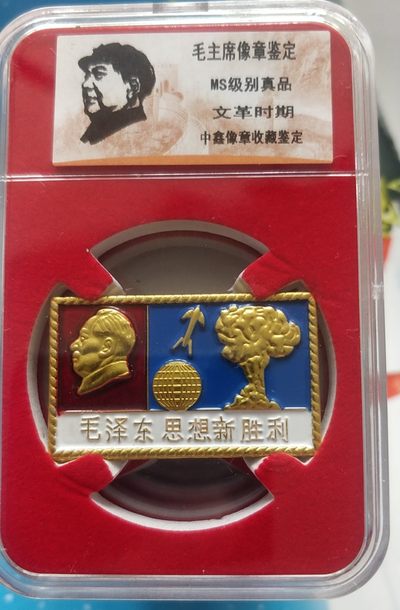 毛主席像章鉴定
MS级别真品
文革时期
中鑫像章收藏鉴定
毛泽东思想新胜利